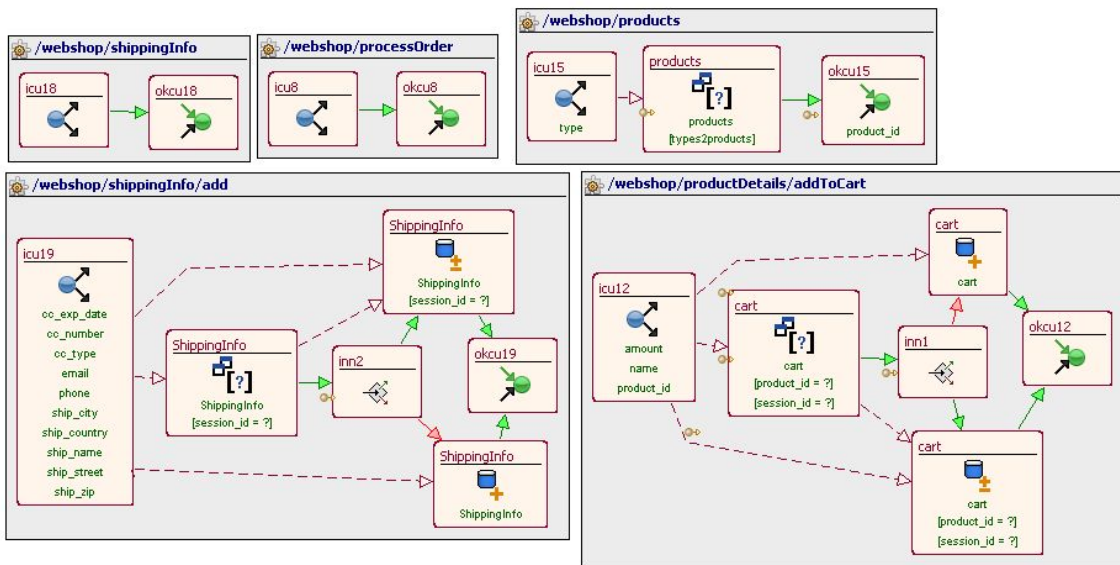 /webshop/shippingInfo
icu18
okcu18
/webshop/processOrder
icu8
okcu8
/webshop/products
icu15
type
products
products
[types2products]
okcu15
product_id
/webshop/shippingInfo/add
icu19
cc_exp_date
cc_number
cc_type
email
phone
ship_city
ship_country
ship_name
ship_street
ship_zip
ShippingInfo
ShippingInfo
[session_id = ?]
ShippingInfo
ShippingInfo
[session_id = ?]
inn2
okcu19
ShippingInfo
ShippingInfo
/webshop/productDetails/addToCart
icu12
amount
name
product_id
cart
cart
[product_id = ?]
[session_id = ?]
cart
cart
inn1
okcu12
cart
cart
[product_id = ?]
[session_id = ?]